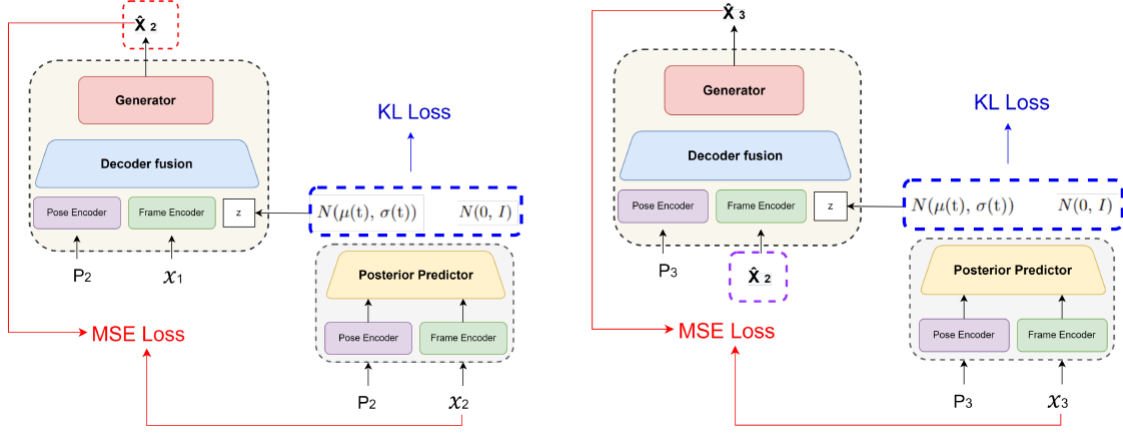 X̂ 2
Generator
Decoder fusion
Pose Encoder
Frame Encoder
z
P2
x1
KL Loss
N(μ(t), σ(t))
N(0, I)
Posterior Predictor
Pose Encoder
Frame Encoder
P2
x2
MSE Loss
X̂ 3
Generator
Decoder fusion
Pose Encoder
Frame Encoder
z
P3
X̂ 2
KL Loss
N(μ(t), σ(t))
N(0, I)
Posterior Predictor
Pose Encoder
Frame Encoder
P3
x3
MSE Loss